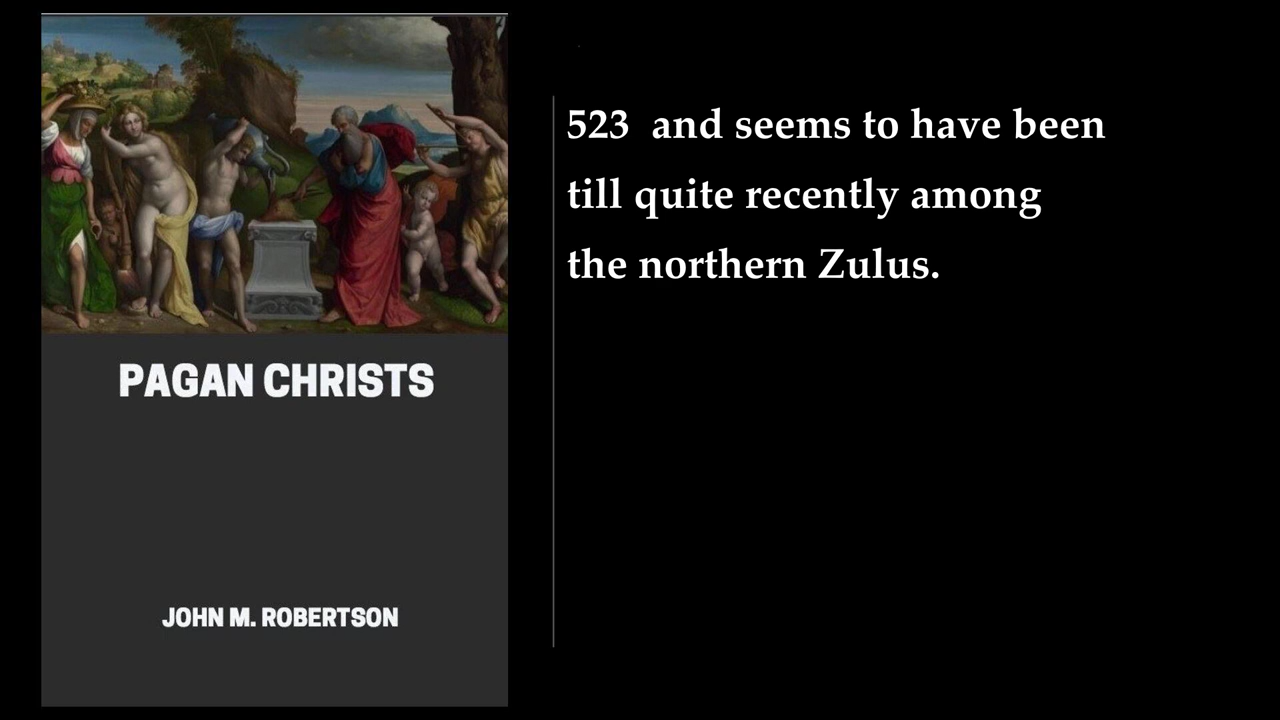 PAGAN CHRISTS
JOHN M. ROBERTSON
523 and seems to have been
till quite recently among
the northern Zulus.